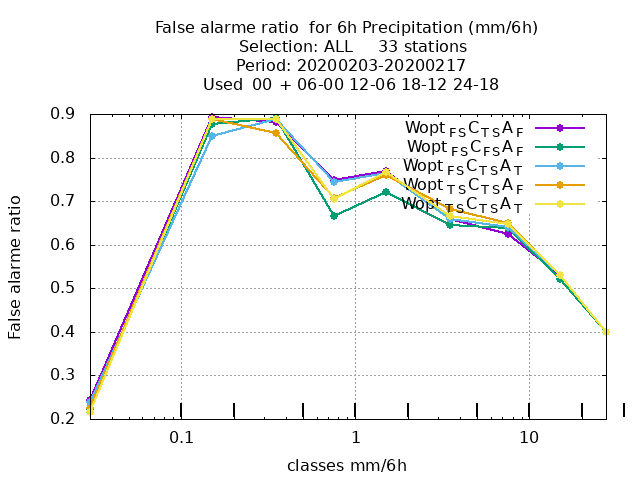 False alarme ratio  for 6h Precipitation (mm/6h)
Selection: ALL     33 stations
Period: 20200203-20200217
Used  00  + 06-00 12-06 18-12 24-18
Wopt FS C TS A F
Wopt FS C FS A F
Wopt FS C TS A T
Wopt TS C TS A F
Wopt TS C TS A T
0.9
0.8
0.7
0.6
0.5
0.4
0.3
0.2
False alarme ratio
0.1 1 10
classes mm/6h